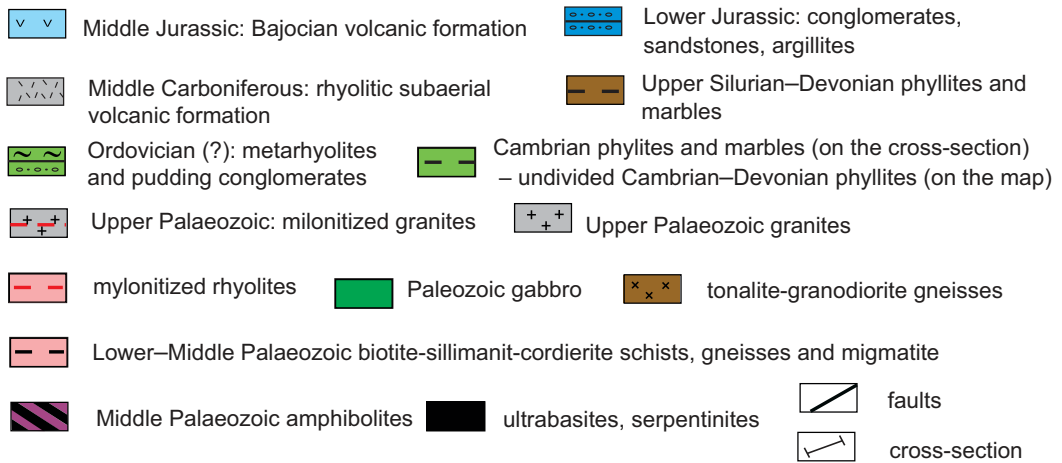 Middle Jurassic: Bajocian volcanic formation
Lower Jurassic: conglomerates,
sandstones, argillites
Middle Carboniferous: rhyolitic subaerial
volcanic formation
Upper Silurian–Devonian phyllites and
marbles
Ordovician (?): metarhyolites
and pudding conglomerates
Cambrian phylites and marbles (on the cross-section)
– undivided Cambrian–Devonian phyllites (on the map)
Upper Palaeozoic: milonitized granites
Upper Palaeozoic granites
mylonitized rhyolites
Paleozoic gabbro
tonalite-granodiorite gneisses
Lower–Middle Palaeozoic biotite-sillimanit-cordierite schists, gneisses and migmatite
Middle Palaeozoic amphibolites
ultrabasites, serpentinites
faults
cross-section